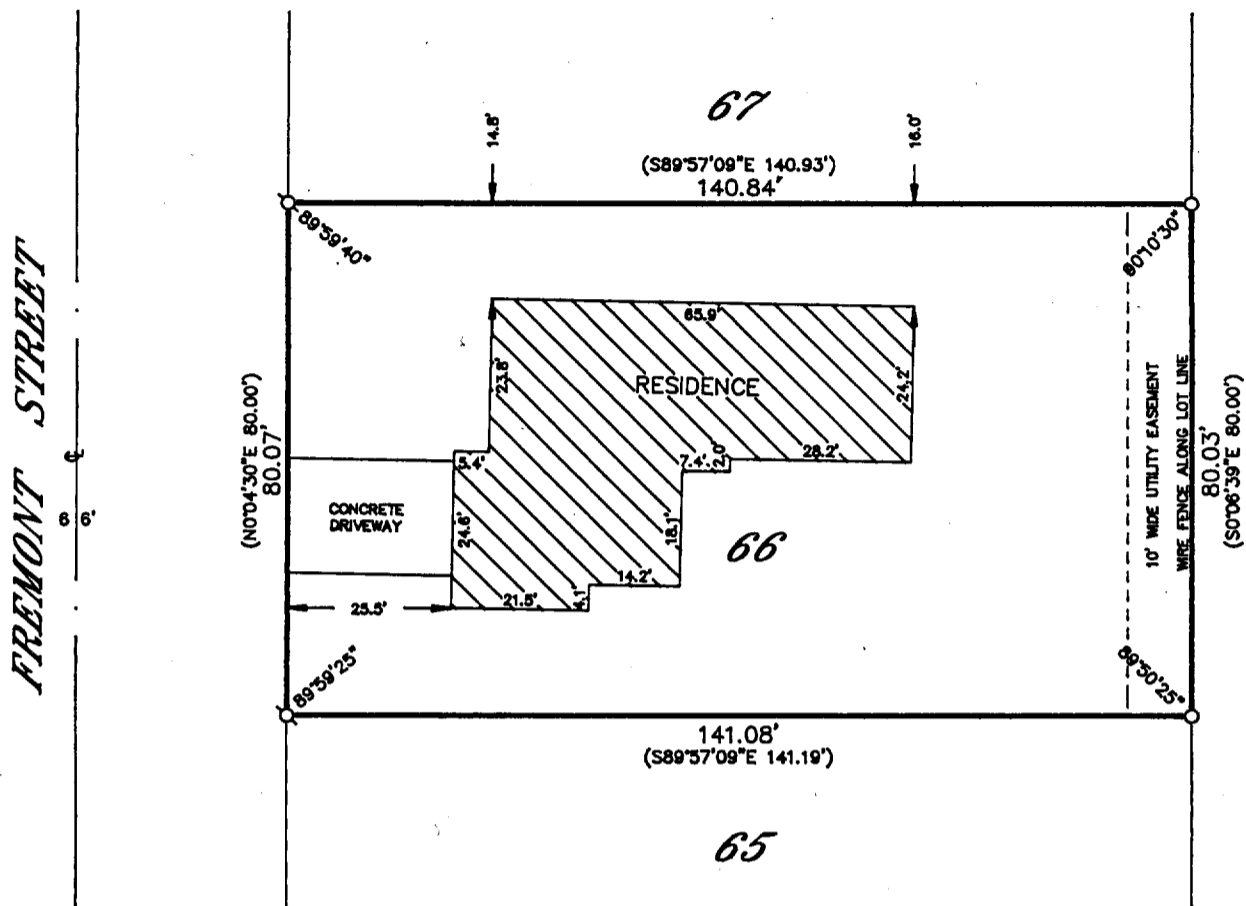 67
14.8'
16.0'
(S89°57'09"E 140.93')
140.84'
89°59'40"
80°10'30"
FREMONT STREET
66'
(N0°04'30"E 80.00')
80.07'
65.9'
RESIDENCE
23.8'
24.2'
5.4'
7.4'
2.0'
28.2'
CONCRETE
DRIVEWAY
24.6'
18.1'
66
14.2'
21.5'
4.1'
25.5'
10' WIDE UTILITY EASEMENT
WIRE FENCE ALONG LOT LINE
80.03'
(S0°06'39"E 80.00')
89°59'25"
89°50'25"
141.08'
(S89°57'09"E 141.19')
65